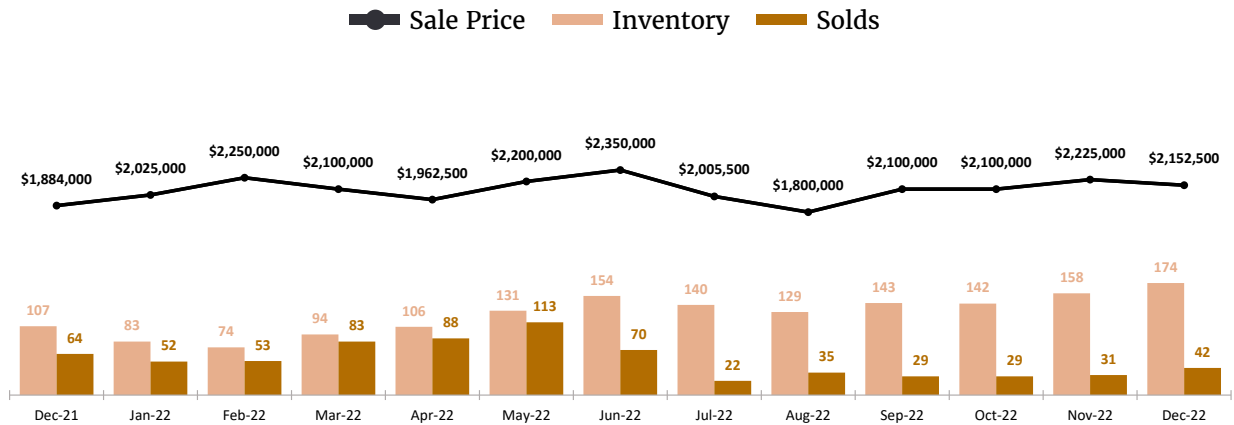 Sale Price Inventory Solds
$1,884,000 $2,025,000 $2,250,000 $2,100,000 $1,962,500 $2,200,000 $2,350,000 $2,005,500 $1,800,000 $2,100,000 $2,100,000 $2,225,000 $2,152,500
107 64 83 52 74 53 94 83 106 88 131 113 154 70 140 22 129 35 143 29 142 29 158 31 174 42
Dec-21 Jan-22 Feb-22 Mar-22 Apr-22 May-22 Jun-22 Jul-22 Aug-22 Sep-22 Oct-22 Nov-22 Dec-22